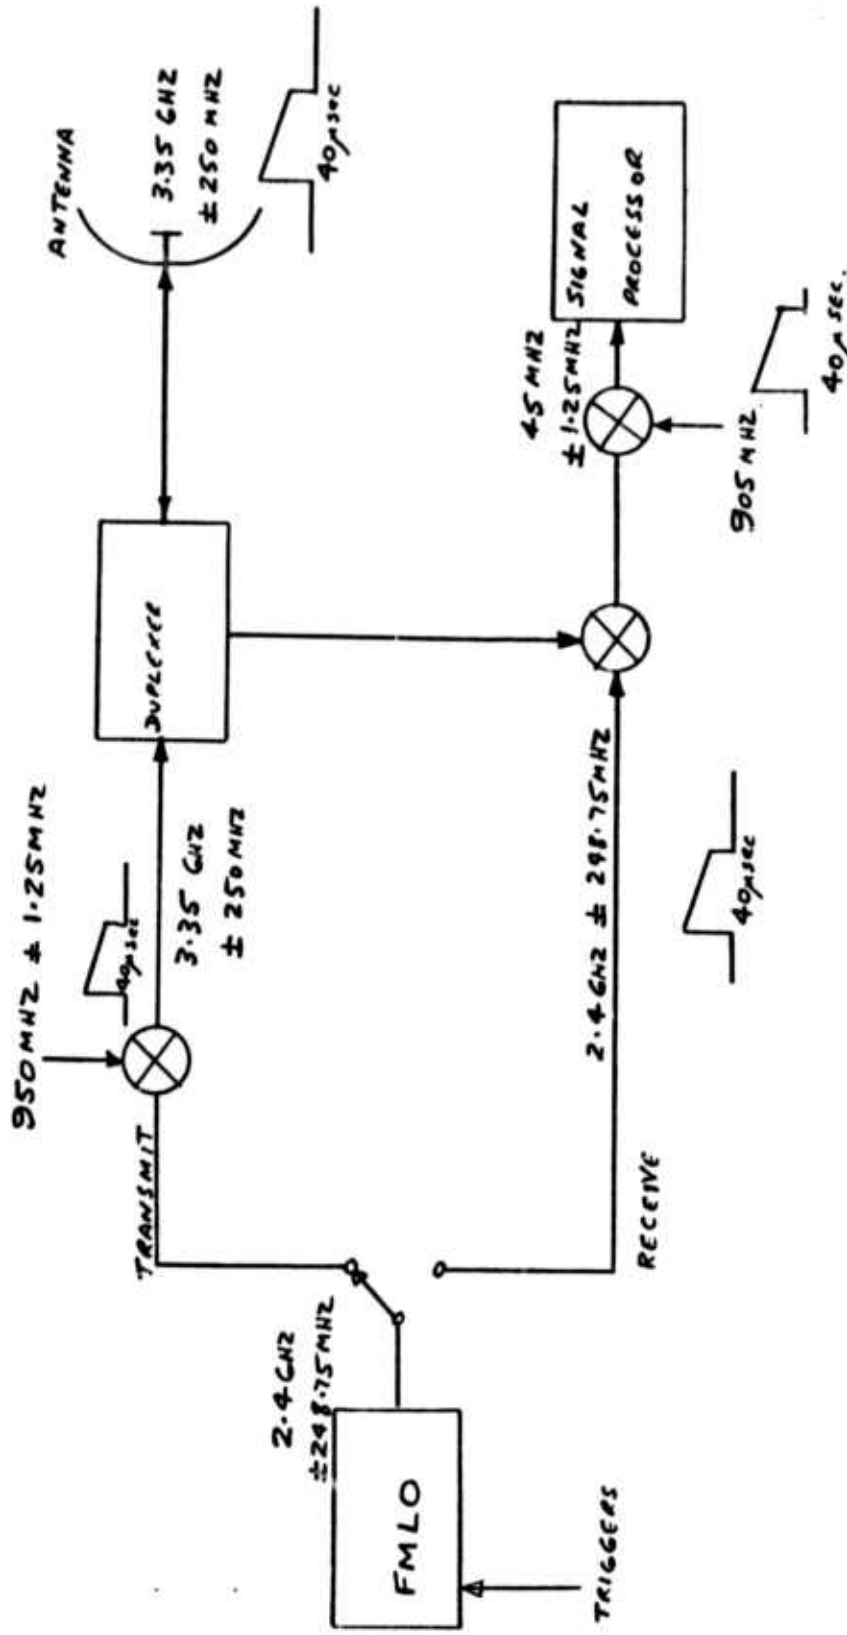 950 MHZ ± 1.25 MHZ
ANTENNA
TRANSMIT
40µsec
3.35 GHZ
± 250 MHZ
DUPLEXER
3.35 GHZ
± 250 MHZ
40µsec
2.4 GHZ
±248.75 MHZ
FMLO
TRIGGERS
RECEIVE
2.4 GHZ ± 248.75 MHZ
40µsec
45 MHZ
± 1.25 MHZ
SIGNAL
PROCESSOR
905 MHZ
40µSEC.